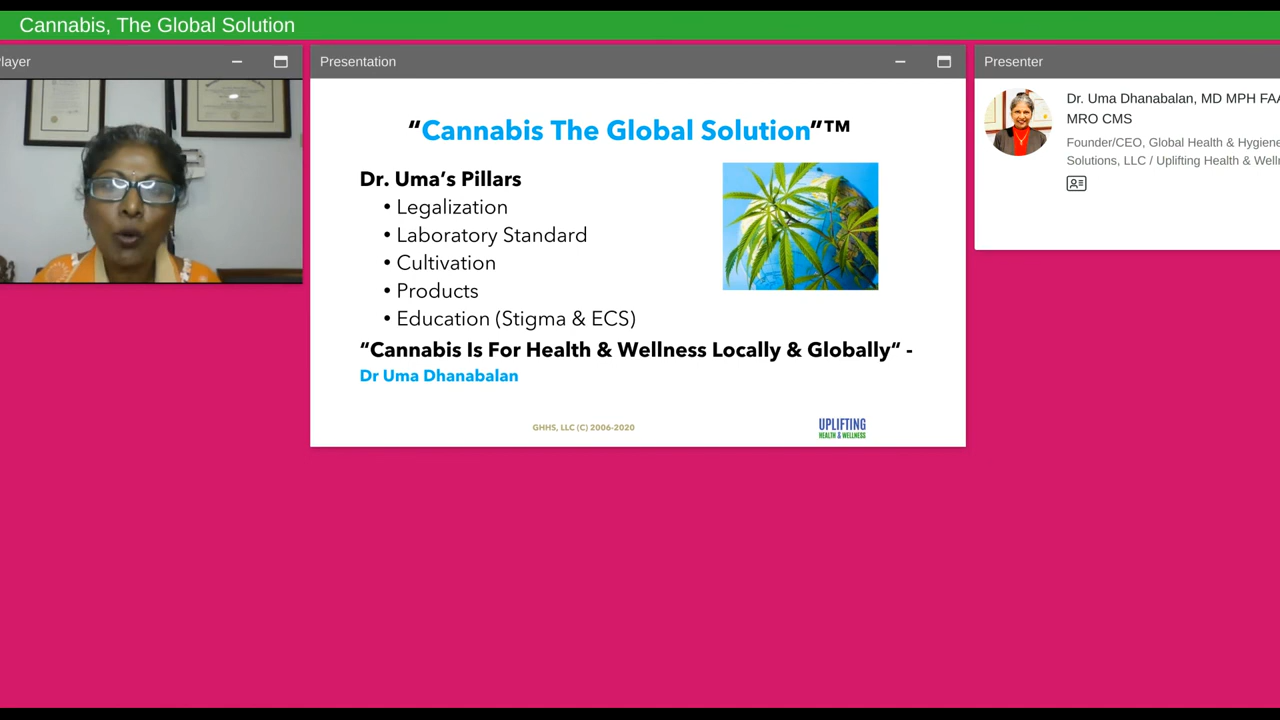 Cannabis, The Global Solution
layer
Presentation
Presenter
“Cannabis The Global Solution”™
Dr. Uma’s Pillars
• Legalization
• Laboratory Standard
• Cultivation
• Products
• Education (Stigma & ECS)
“Cannabis Is For Health & Wellness Locally & Globally“ -
Dr Uma Dhanabalan
GHHS, LLC (C) 2006-2020
UPLIFTING
HEALTH & WELLNESS
Dr. Uma Dhanabalan, MD MPH FAA
MRO CMS
Founder/CEO, Global Health & Hygiene
Solutions, LLC / Uplifting Health & Well